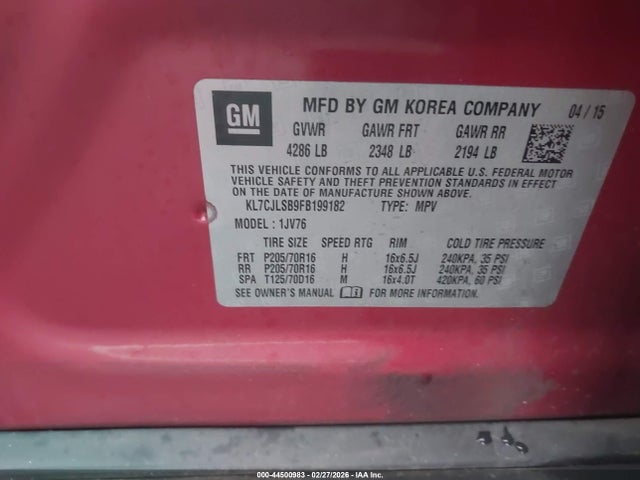 GM MFD BY GM KOREA COMPANY 04 / 15
GVWR GAWR FRT GAWR RR
4286 LB 2348 LB 2194 LB
THIS VEHICLE CONFORMS TO ALL APPLICABLE U.S. FEDERAL MOTOR
VEHICLE SAFETY AND THEFT PREVENTION STANDARDS IN EFFECT
ON THE DATE OF MANUFACTURE SHOWN ABOVE.
KL7CJLSB9FB199182 TYPE: MPV
MODEL : 1JV76
TIRE SIZE SPEED RTG RIM COLD TIRE PRESSURE
FRT P205/70R16 H 16x6.5J 240KPA, 35 PSI
RR P205/70R16 H 16x6.5J 240KPA, 35 PSI
SPA T125/70D16 M 16x4.0T 420KPA, 60 PSI
SEE OWNER'S MANUAL FOR MORE INFORMATION
000-44500983 - 02/27/2026 - IAA Inc.